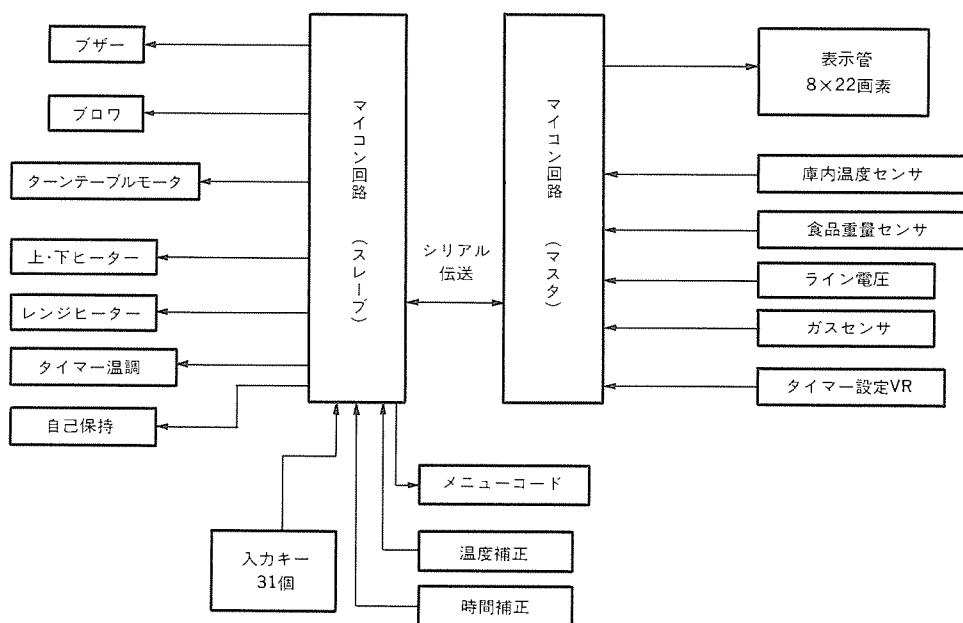 ブザー
ブロワ
ターンテーブルモータ
上・下ヒーター
レンジヒーター
タイマー温調
自己保持
マイコン回路(スレーブ)
シリアル
伝送
マイコン回路(マスタ)
表示管
8×22画素
庫内温度センサ
食品重量センサ
ライン電圧
ガスセンサ
タイマー設定VR
メニューコード
入力キー
31個
温度補正
時間補正